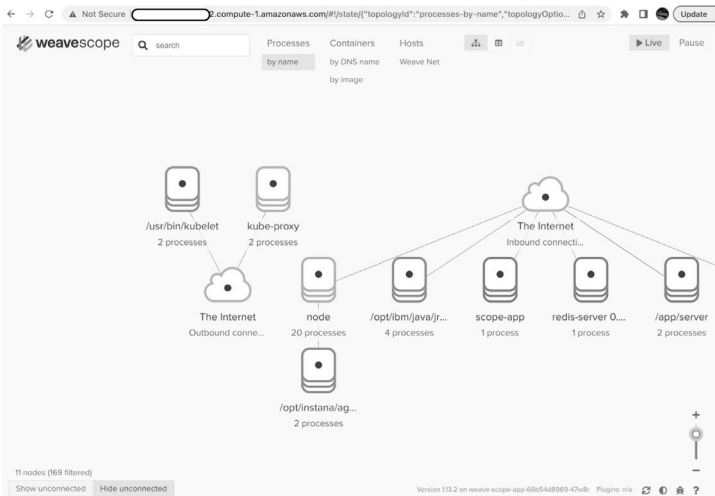 Not Secure
2.compute-1.amazonaws.com/#!/state/{"topologyId":"processes-by-name","topologyOptio...
Update
weavescope
search
Processes
Containers
Hosts
Live
Pause
by name
by DNS name
Weave Net
by image
/usr/bin/kubelet
2 processes
kube-proxy
2 processes
The Internet
Inbound connecti...
The Internet
Outbound conne...
node
20 processes
/opt/ibm/java/jr...
4 processes
scope-app
1 process
redis-server 0....
1 process
/app/server
2 processes
/opt/instana/ag...
2 processes
11 nodes (169 filtered)
Show unconnected
Hide unconnected
Version 1.13.2 on weave-scope-app-66b54d8969-47w8r Plugins: n/a